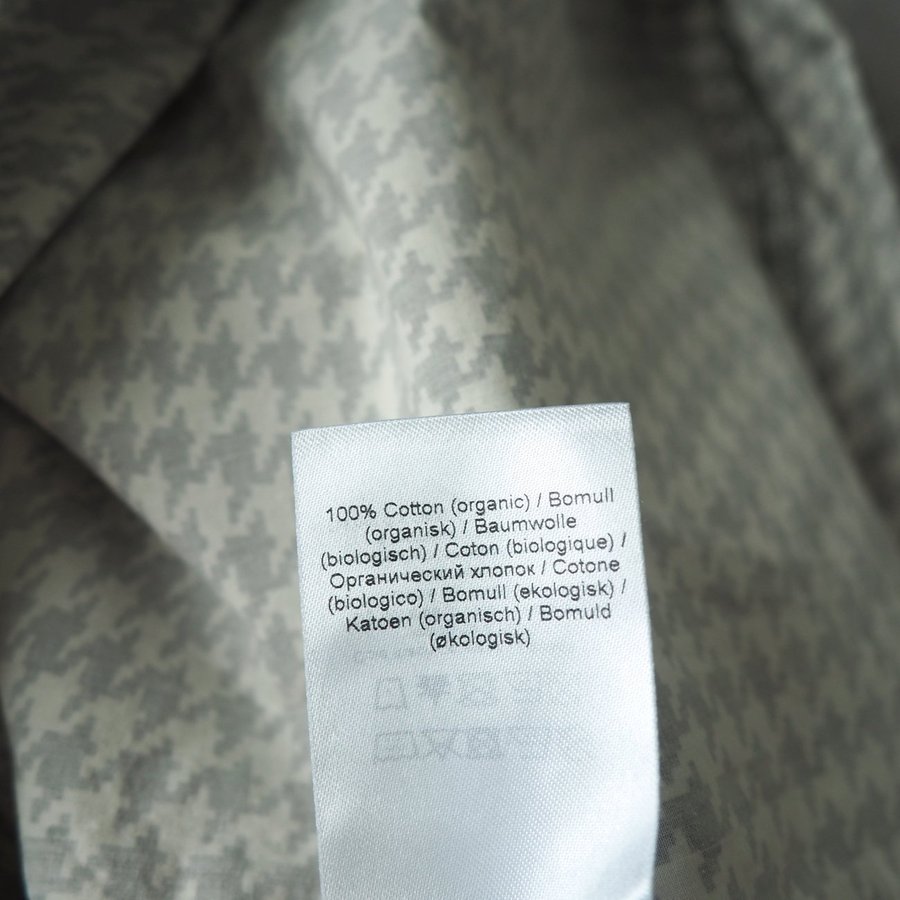 100% Cotton (organic) / Bomull
(organisk) / Baumwolle
(biologisch) / Coton (biologique) /
Органический хлопок / Cotone
(biologico) / Bomull (ekologisk) /
Katoen (organisch) / Bomuld
(økologisk)